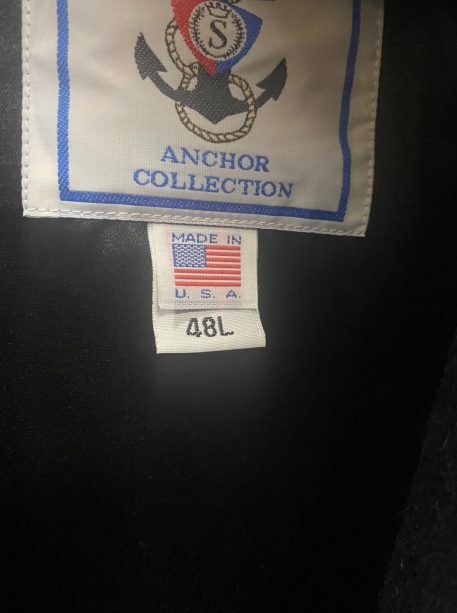 S
ANCHOR
COLLECTION
MADE IN
U. S. A.
48L